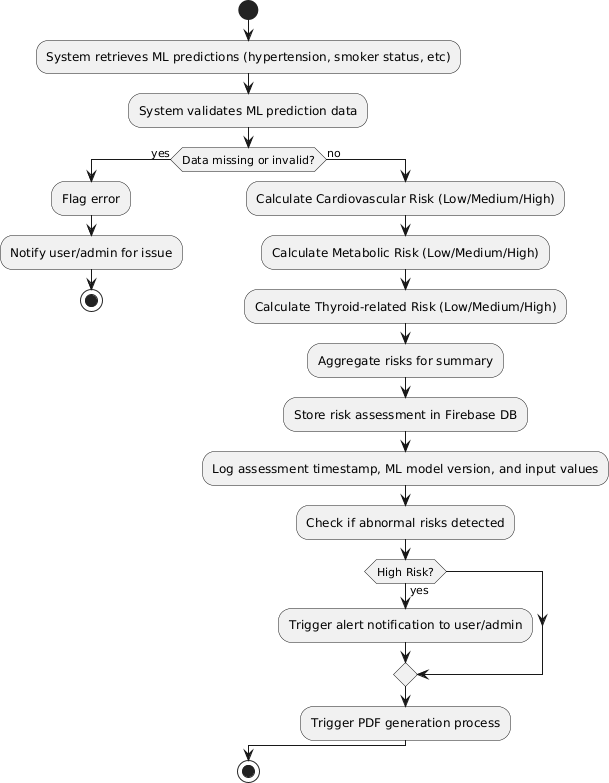 System retrieves ML predictions (hypertension, smoker status, etc)
System validates ML prediction data
yes
Data missing or invalid?
no
Flag error
Notify user/admin for issue
Calculate Cardiovascular Risk (Low/Medium/High)
Calculate Metabolic Risk (Low/Medium/High)
Calculate Thyroid-related Risk (Low/Medium/High)
Aggregate risks for summary
Store risk assessment in Firebase DB
Log assessment timestamp, ML model version, and input values
Check if abnormal risks detected
High Risk?
yes
Trigger alert notification to user/admin
Trigger PDF generation process